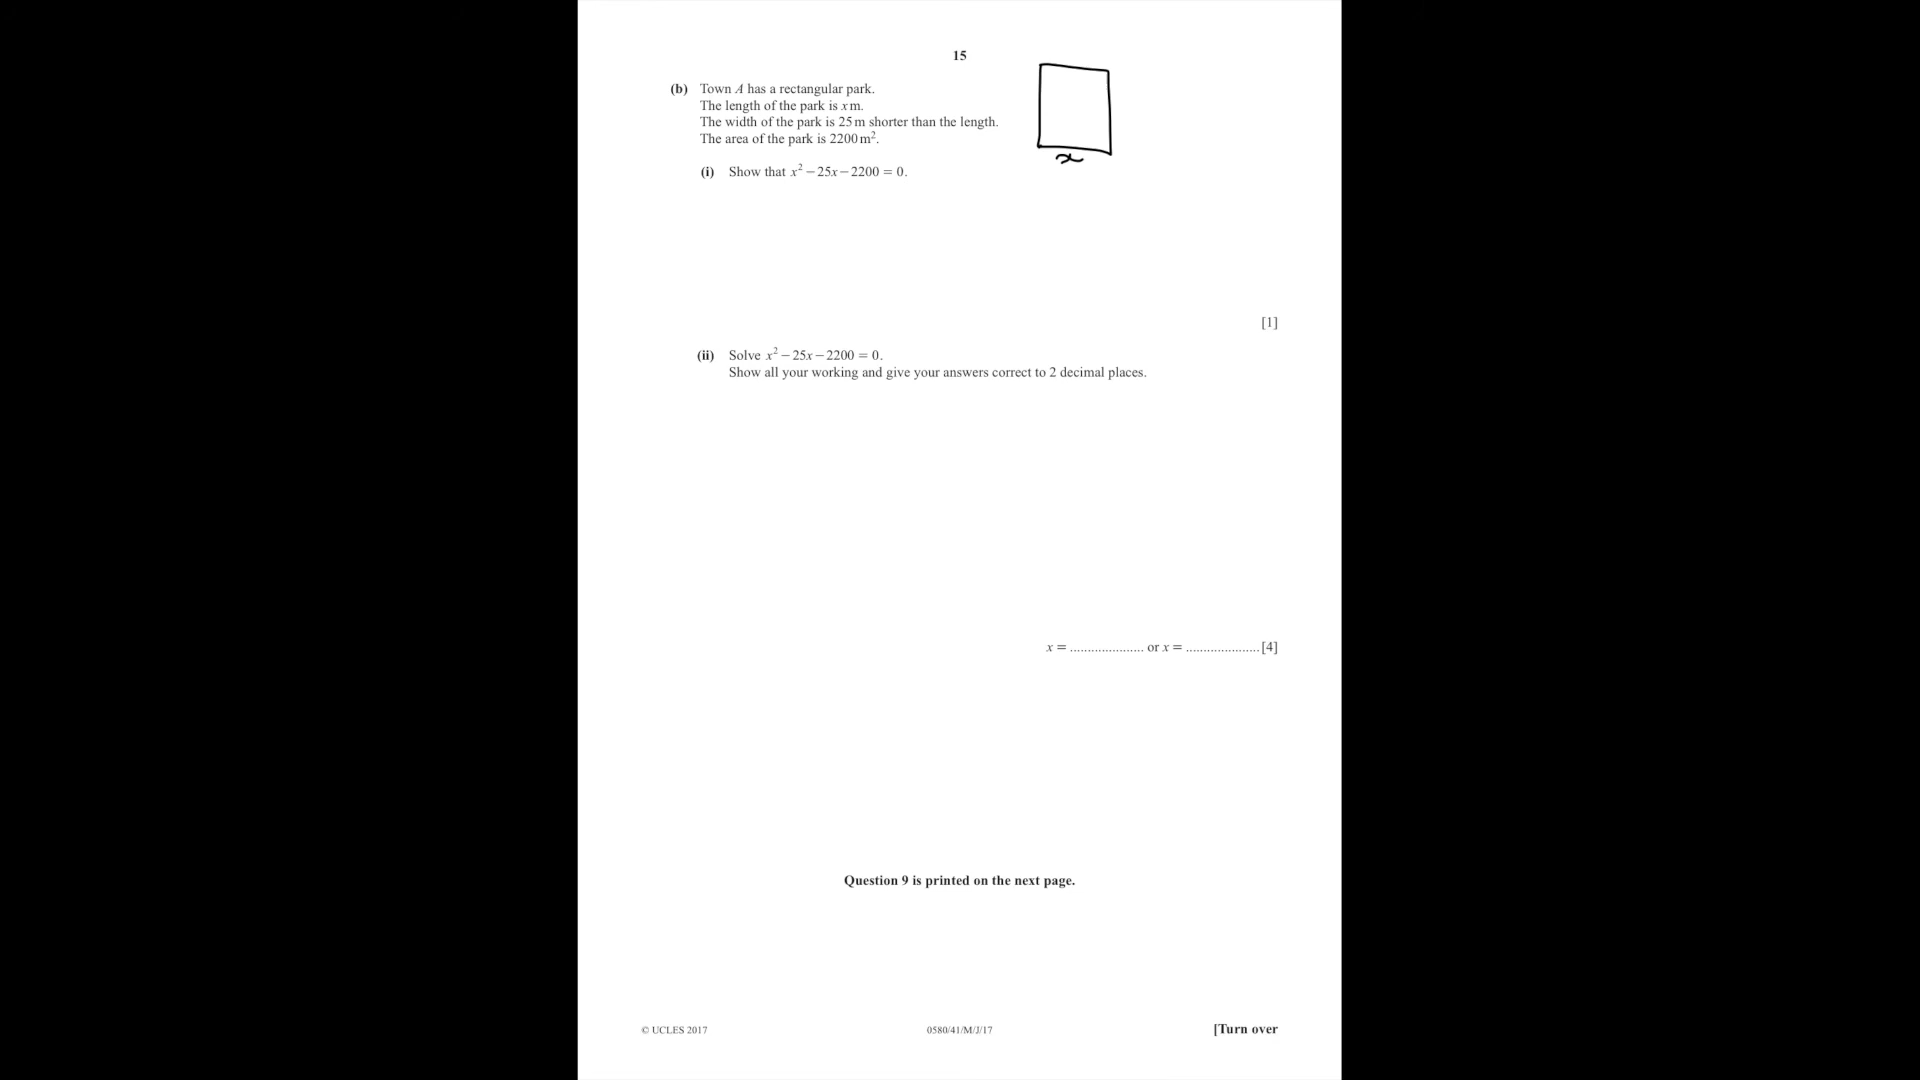 15
(b) Town A has a rectangular park.
The length of the park is x m.
The width of the park is 25 m shorter than the length.
The area of the park is 2200 m².
x
(i) Show that x² – 25x – 2200 = 0.
[1]
(ii) Solve x² – 25x – 2200 = 0.
Show all your working and give your answers correct to 2 decimal places.
x = ..................... or x = ..................... [4]
Question 9 is printed on the next page.
© UCLES 2017 0580/41/M/J/17 [Turn over